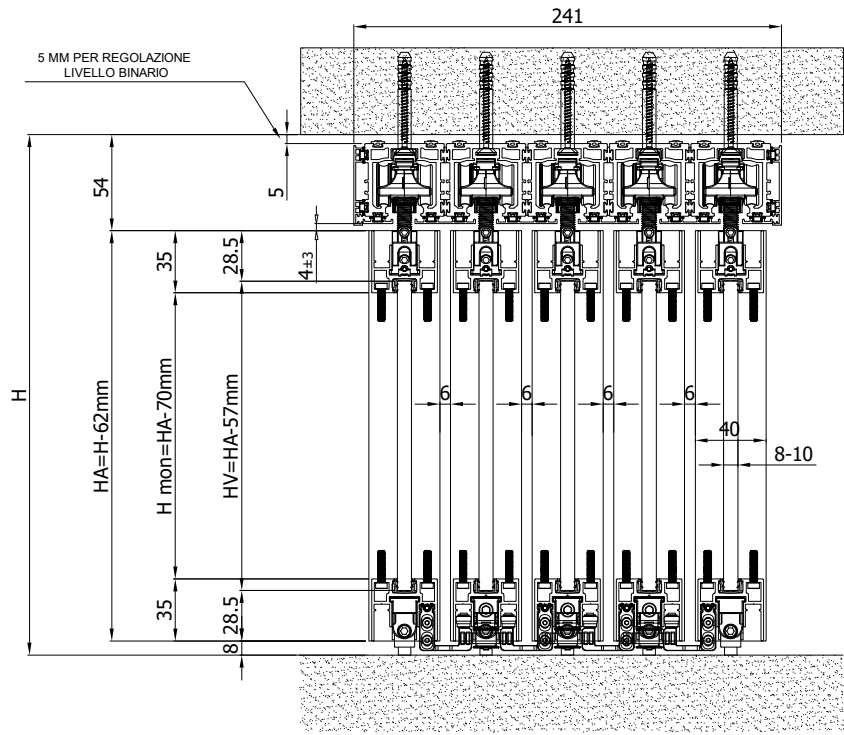 241
5 MM PER REGOLAZIONE
LIVELLO BINARIO
54
5
4±3
35
28.5
H
HA=H-62mm
H mon=HA-70mm
HV=HA-57mm
6
6
6
6
40
8-10
35
28.5
8